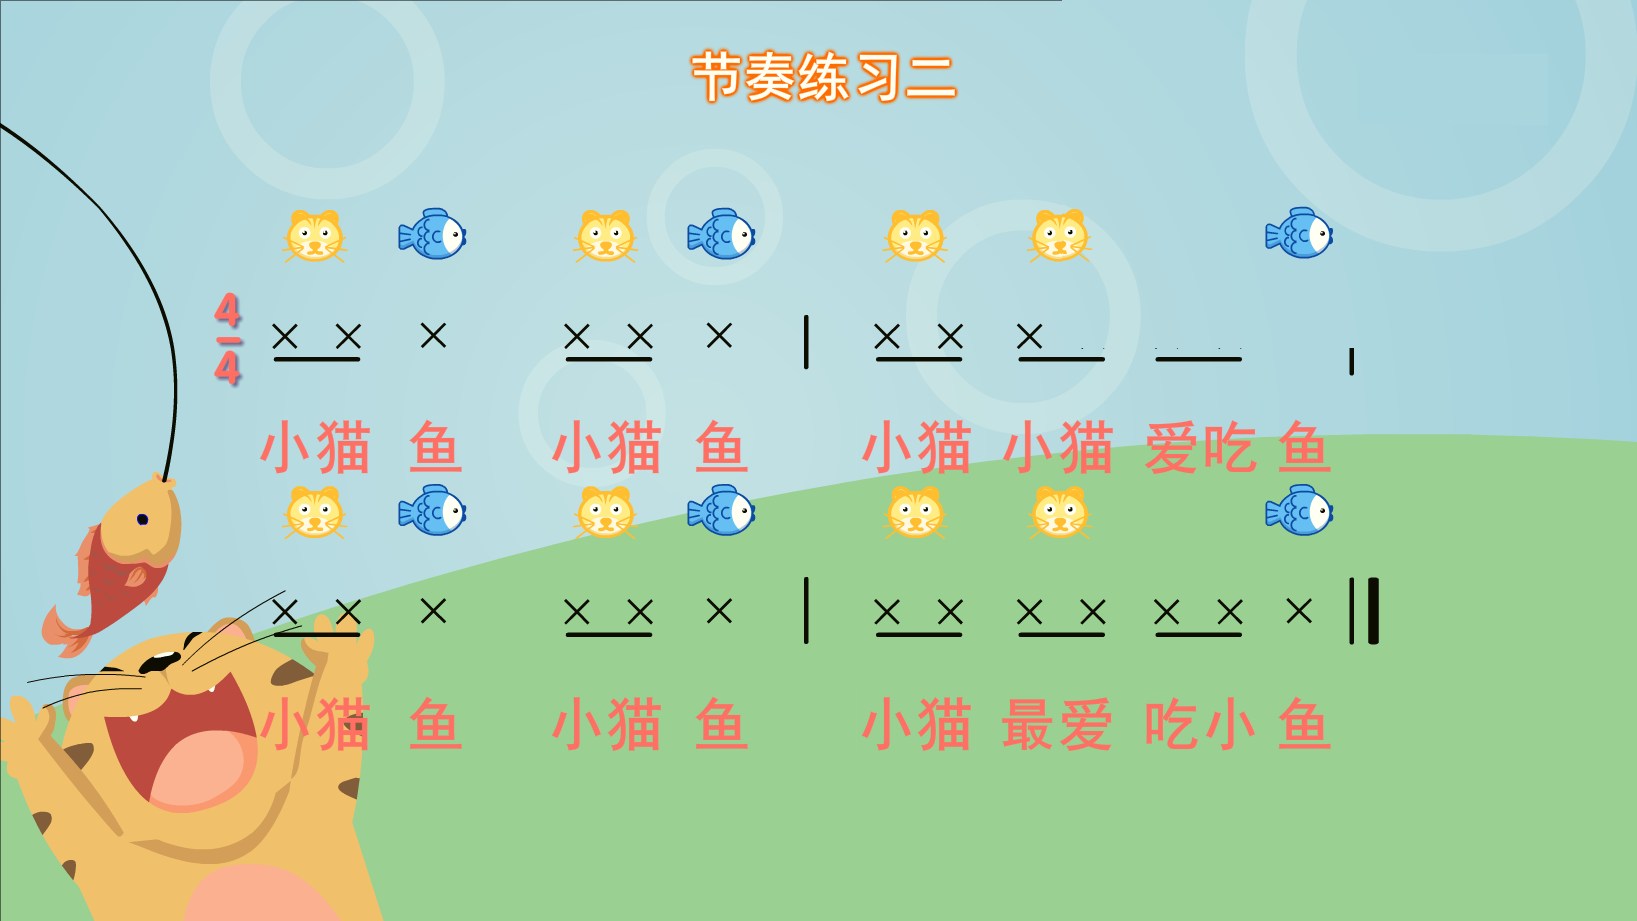 节奏练习二
4
4
× × × × × × | × × ×
小猫 鱼 小猫 鱼 小猫 小猫 爱吃 鱼
× × × × × × | × × × × × × ×
小猫 鱼 小猫 鱼 小猫 最爱 吃小 鱼